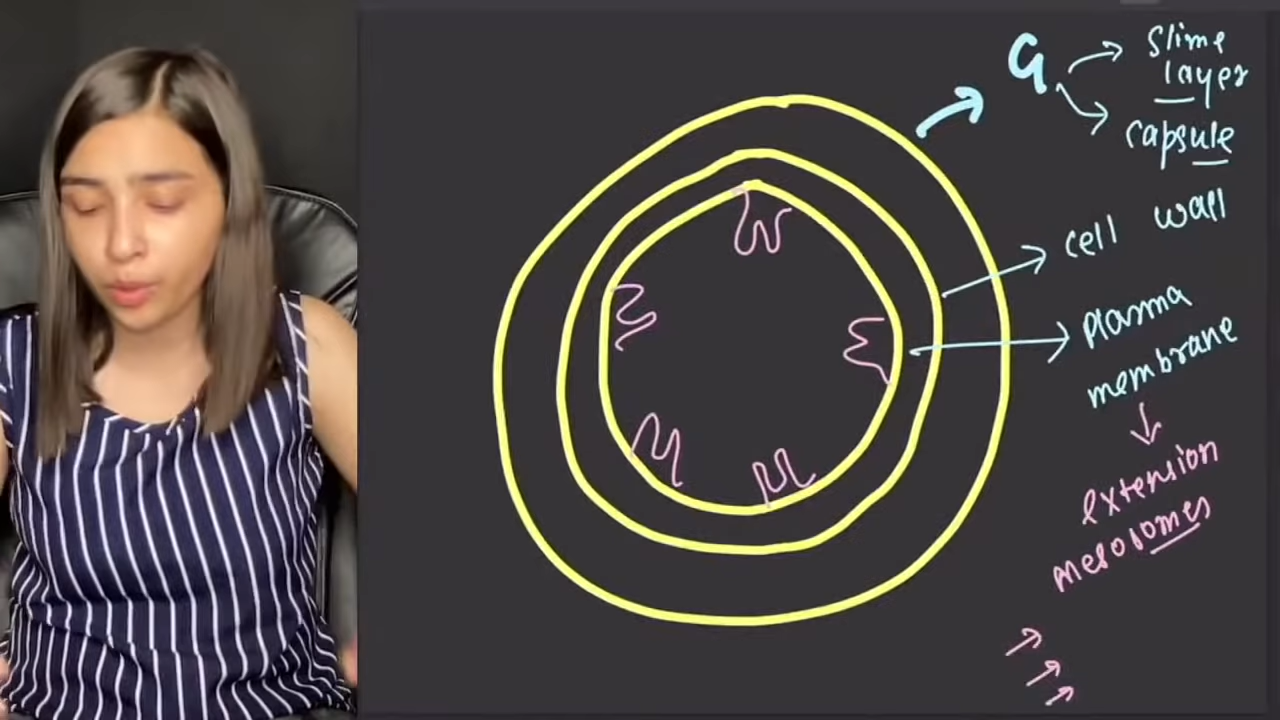 G
slime
layer
capsule
cell wall
Plasma
membrane
extension
mesosomes